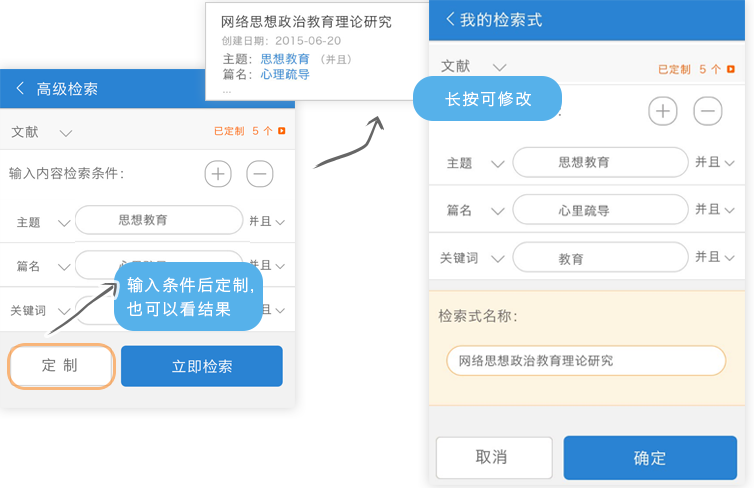 高级检索
文献
已定制 5 个
输入内容检索条件：
主题
思想教育
并且
篇名
并且
输入条件后定制,
也可以看结果
关键词
且
定 制
立即检索
网络思想政治教育理论研究
创建日期：2015-06-20
主题：思想教育（并且）
篇名：心理疏导
...
我的检索式
文献
已定制 5 个
长按可修改
主题
思想教育
并且
篇名
心里疏导
并且
关键词
教育
并且
检索式名称：
网络思想政治教育理论研究
取消
确定